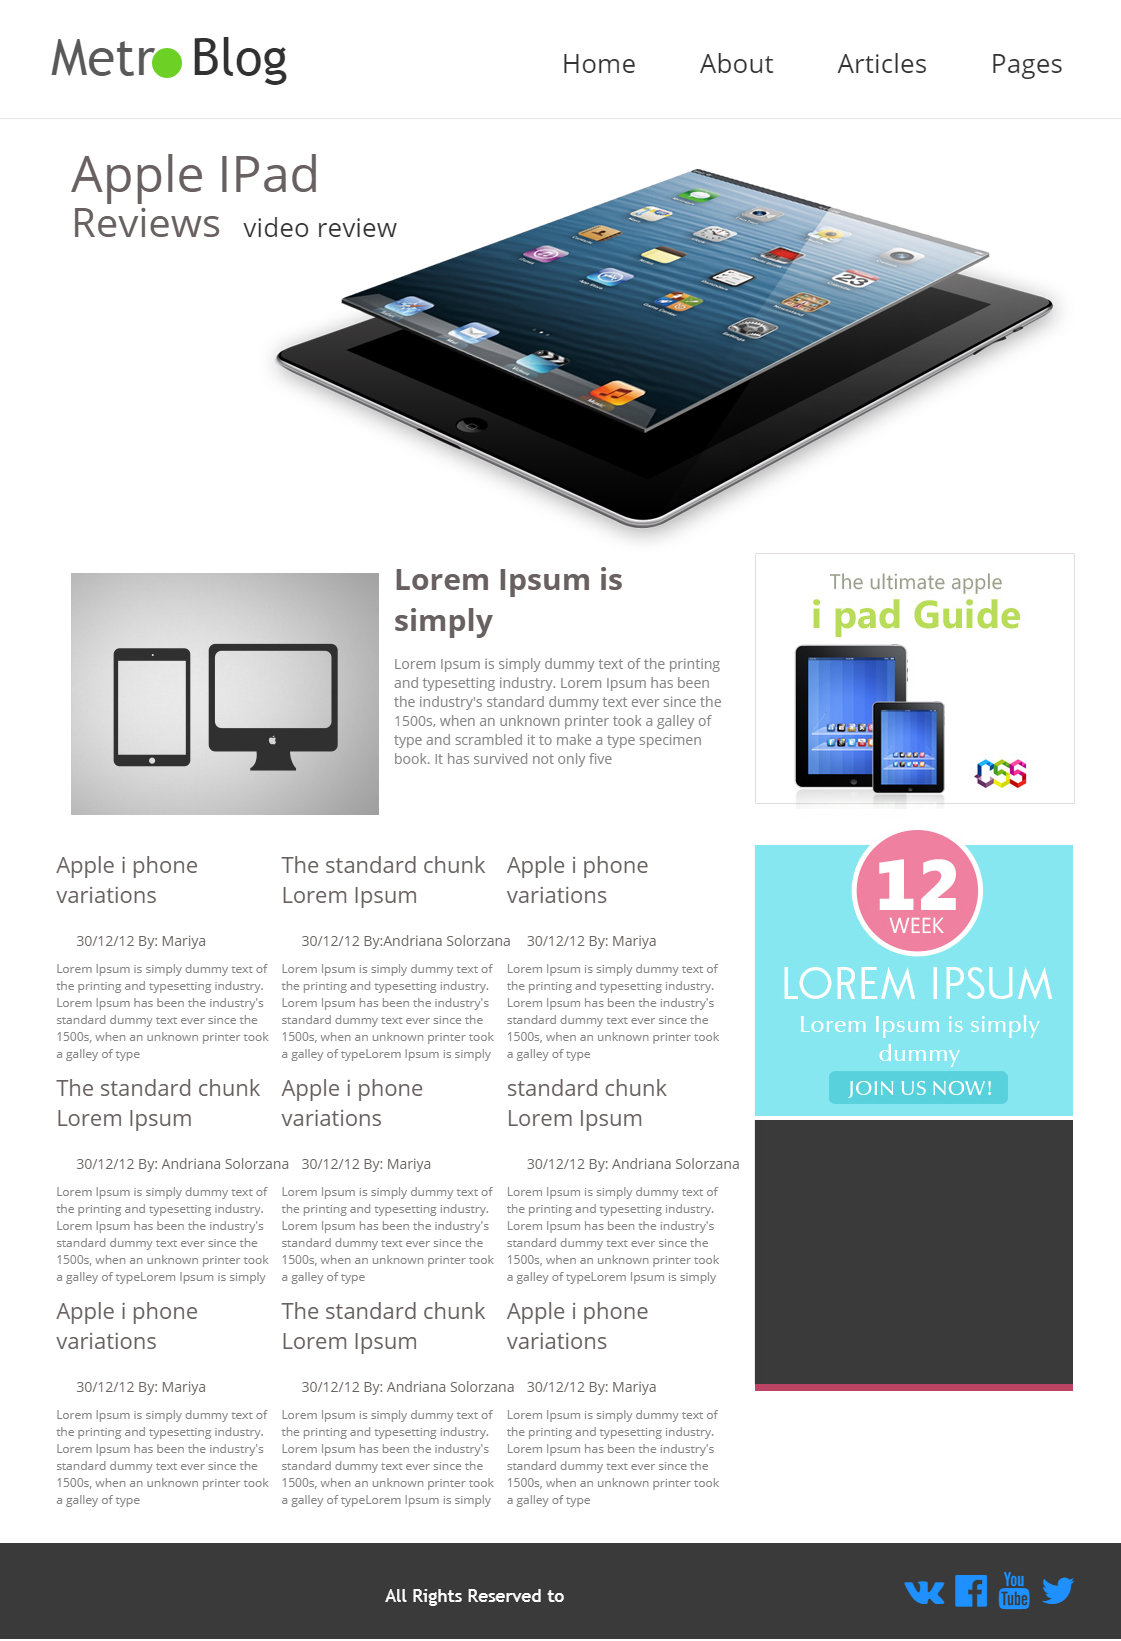 Metro Blog
Home About Articles Pages
Apple IPad
Reviews video review
Lorem Ipsum is
simply
Lorem Ipsum is simply dummy text of the printing
and typesetting industry. Lorem Ipsum has been
the industry's standard dummy text ever since the
1500s, when an unknown printer took a galley of
type and scrambled it to make a type specimen
book. It has survived not only five
The ultimate apple
i pad Guide
CSS
Apple i phone
variations
30/12/12 By: Mariya
Lorem Ipsum is simply dummy text of
the printing and typesetting industry.
Lorem Ipsum has been the industry's
standard dummy text ever since the
1500s, when an unknown printer took
a galley of type
The standard chunk
Lorem Ipsum
30/12/12 By:Andriana Solorzana
Lorem Ipsum is simply dummy text of
the printing and typesetting industry.
Lorem Ipsum has been the industry's
standard dummy text ever since the
1500s, when an unknown printer took
a galley of typeLorem Ipsum is simply
Apple i phone
variations
30/12/12 By: Mariya
Lorem Ipsum is simply dummy text of
the printing and typesetting industry.
Lorem Ipsum has been the industry's
standard dummy text ever since the
1500s, when an unknown printer took
a galley of type
The standard chunk
Lorem Ipsum
30/12/12 By: Andriana Solorzana
Lorem Ipsum is simply dummy text of
the printing and typesetting industry.
Lorem Ipsum has been the industry's
standard dummy text ever since the
1500s, when an unknown printer took
a galley of typeLorem Ipsum is simply
Apple i phone
variations
30/12/12 By: Mariya
Lorem Ipsum is simply dummy text of
the printing and typesetting industry.
Lorem Ipsum has been the industry's
standard dummy text ever since the
1500s, when an unknown printer took
a galley of type
standard chunk
Lorem Ipsum
30/12/12 By: Andriana Solorzana
Lorem Ipsum is simply dummy text of
the printing and typesetting industry.
Lorem Ipsum has been the industry's
standard dummy text ever since the
1500s, when an unknown printer took
a galley of typeLorem Ipsum is simply
Apple i phone
variations
30/12/12 By: Mariya
Lorem Ipsum is simply dummy text of
the printing and typesetting industry.
Lorem Ipsum has been the industry's
standard dummy text ever since the
1500s, when an unknown printer took
a galley of type
The standard chunk
Lorem Ipsum
30/12/12 By: Andriana Solorzana
Lorem Ipsum is simply dummy text of
the printing and typesetting industry.
Lorem Ipsum has been the industry's
standard dummy text ever since the
1500s, when an unknown printer took
a galley of typeLorem Ipsum is simply
Apple i phone
variations
30/12/12 By: Mariya
Lorem Ipsum is simply dummy text of
the printing and typesetting industry.
Lorem Ipsum has been the industry's
standard dummy text ever since the
1500s, when an unknown printer took
a galley of type
12
WEEK
LOREM IPSUM
Lorem Ipsum is simply
dummy
JOIN US NOW!
All Rights Reserved to
You
Tube